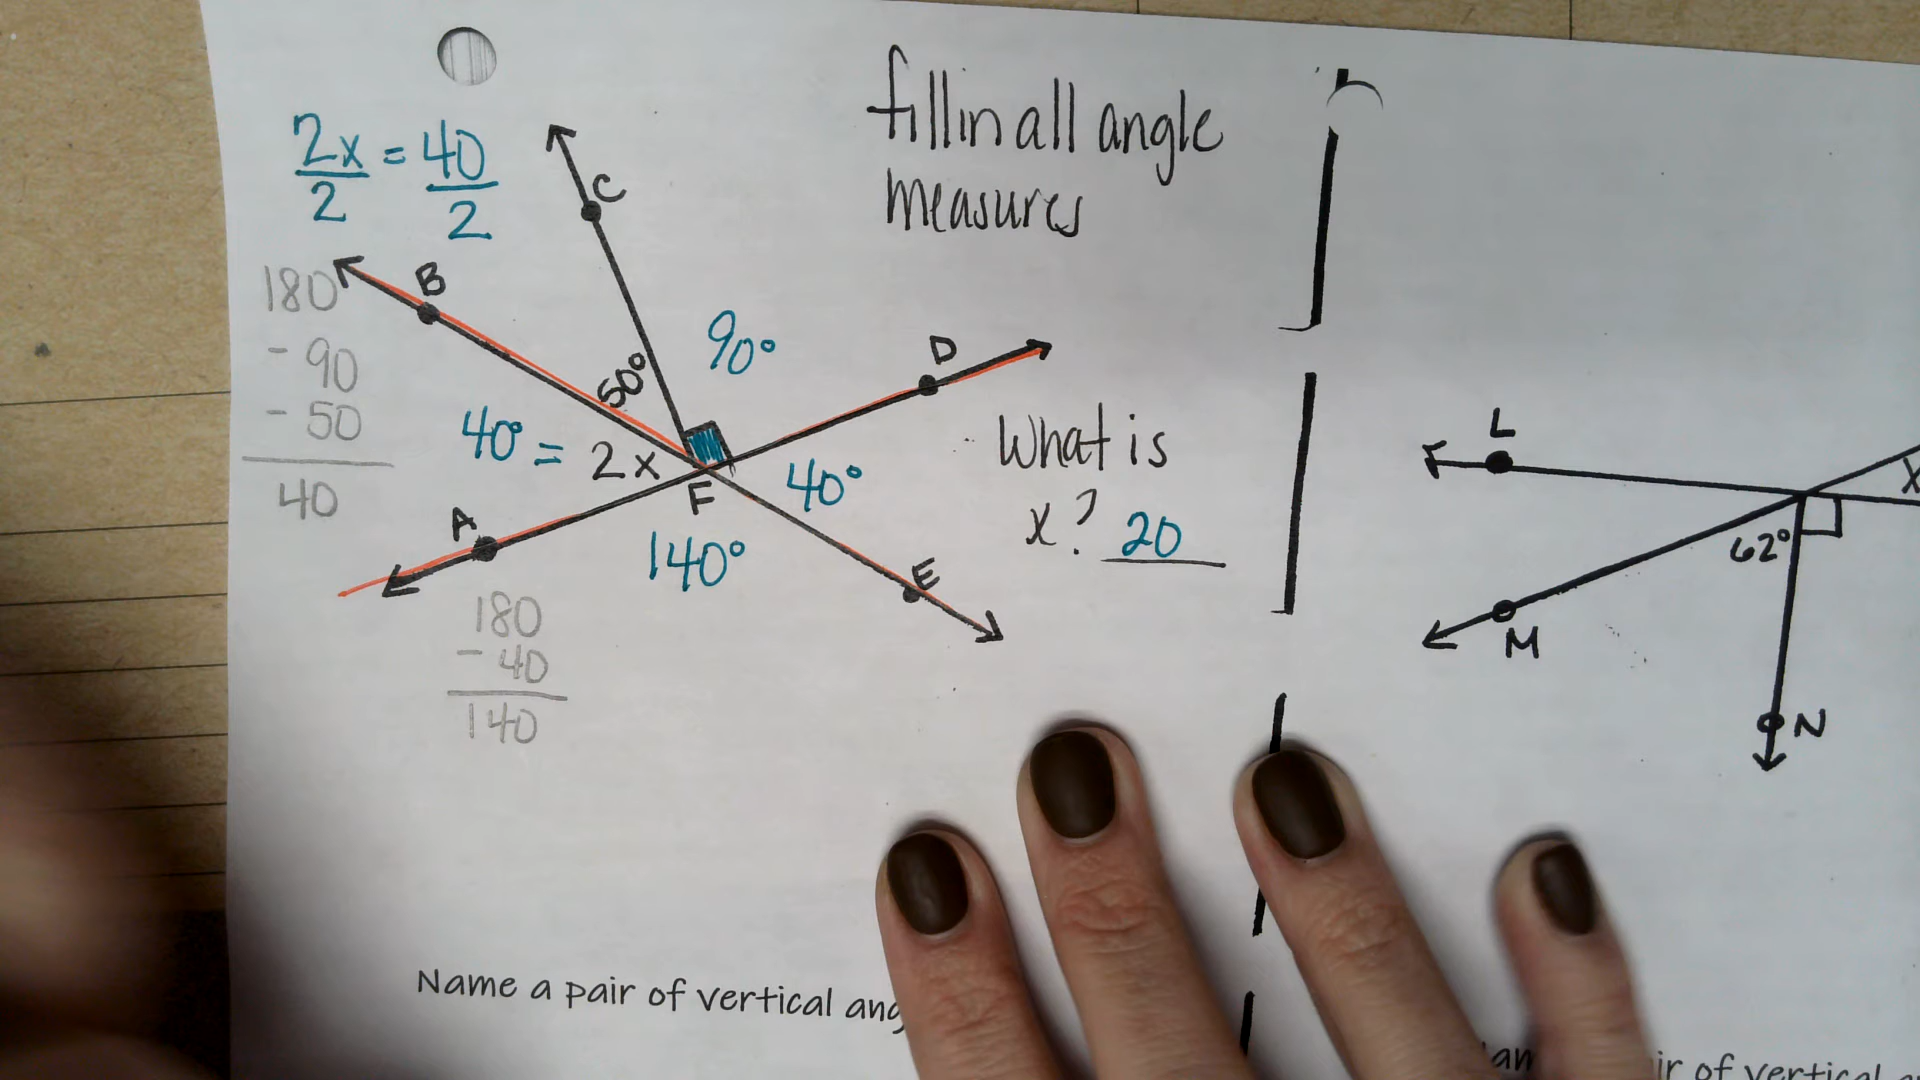 fill in all angle
measures
2x = 40
2 2
C
B
180
- 90
- 50
40
50°
90°
D
40° = 2x
F
40°
What is
x? 20
A
140°
E
180
- 40
140
L
X
62°
M
N
Name a pair of vertical
ir of vertical